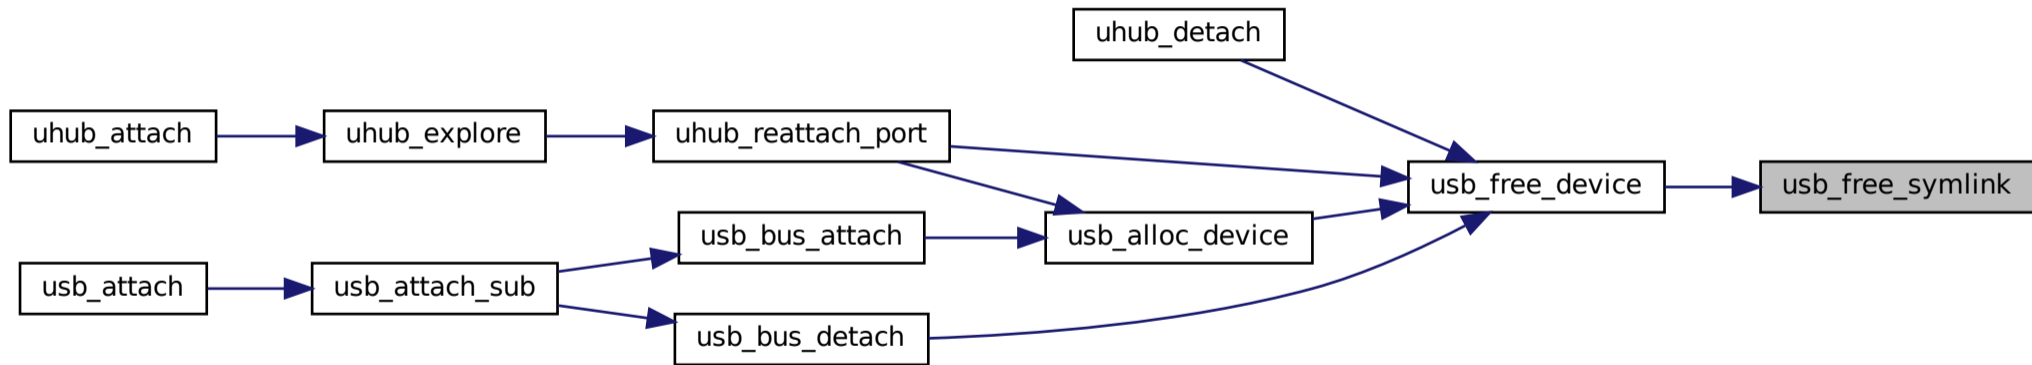 uhub_detach
uhub_attach
uhub_explore
uhub_reattach_port
usb_free_device
usb_free_symlink
usb_bus_attach
usb_alloc_device
usb_attach
usb_attach_sub
usb_bus_detach